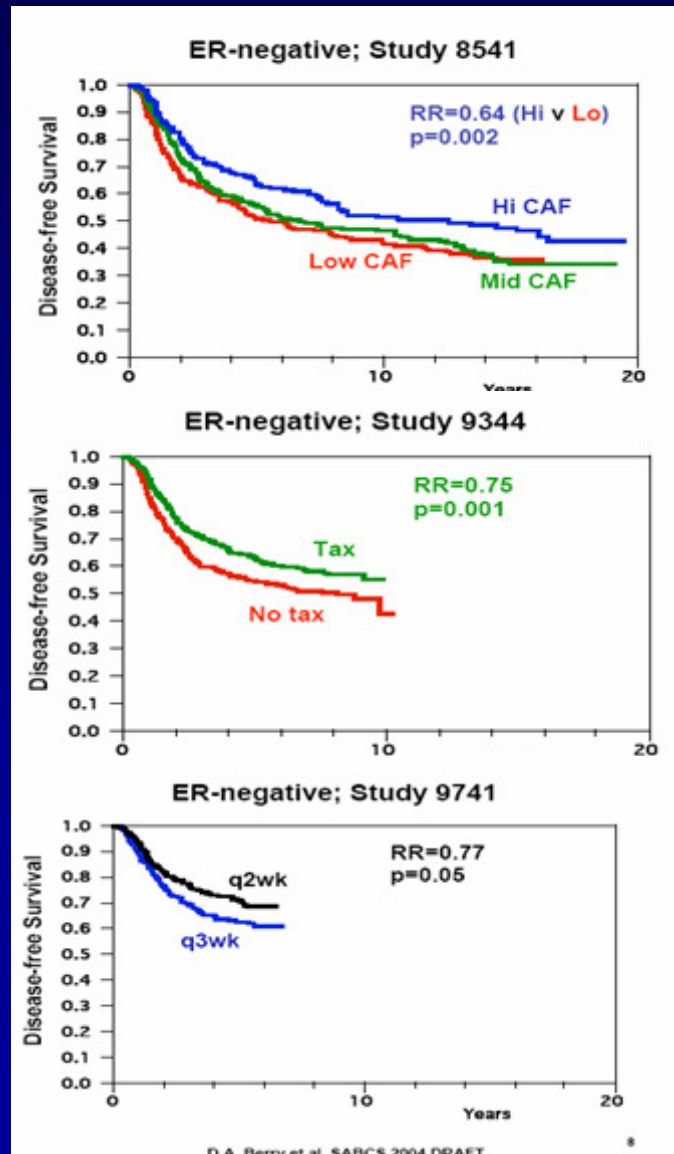 ER-negative; Study 8541
Disease-free Survival
1.0
0.9
0.8
0.7
0.6
0.5
0.4
0.3
0.2
0.1
0.0
RR=0.64 (Hi v Lo)
p=0.002
Hi CAF
Low CAF
Mid CAF
0
10
20
Years
ER-negative; Study 9344
Disease-free Survival
1.0
0.9
0.8
0.7
0.6
0.5
0.4
0.3
0.2
0.1
0.0
RR=0.75
p=0.001
Tax
No tax
0
10
20
ER-negative; Study 9741
Disease-free Survival
1.0
0.9
0.8
0.7
0.6
0.5
0.4
0.3
0.2
0.1
0.0
RR=0.77
p=0.05
q2wk
q3wk
0
10
20
Years
D.A. Berry et al. SABCS 2004 DRAFT
8